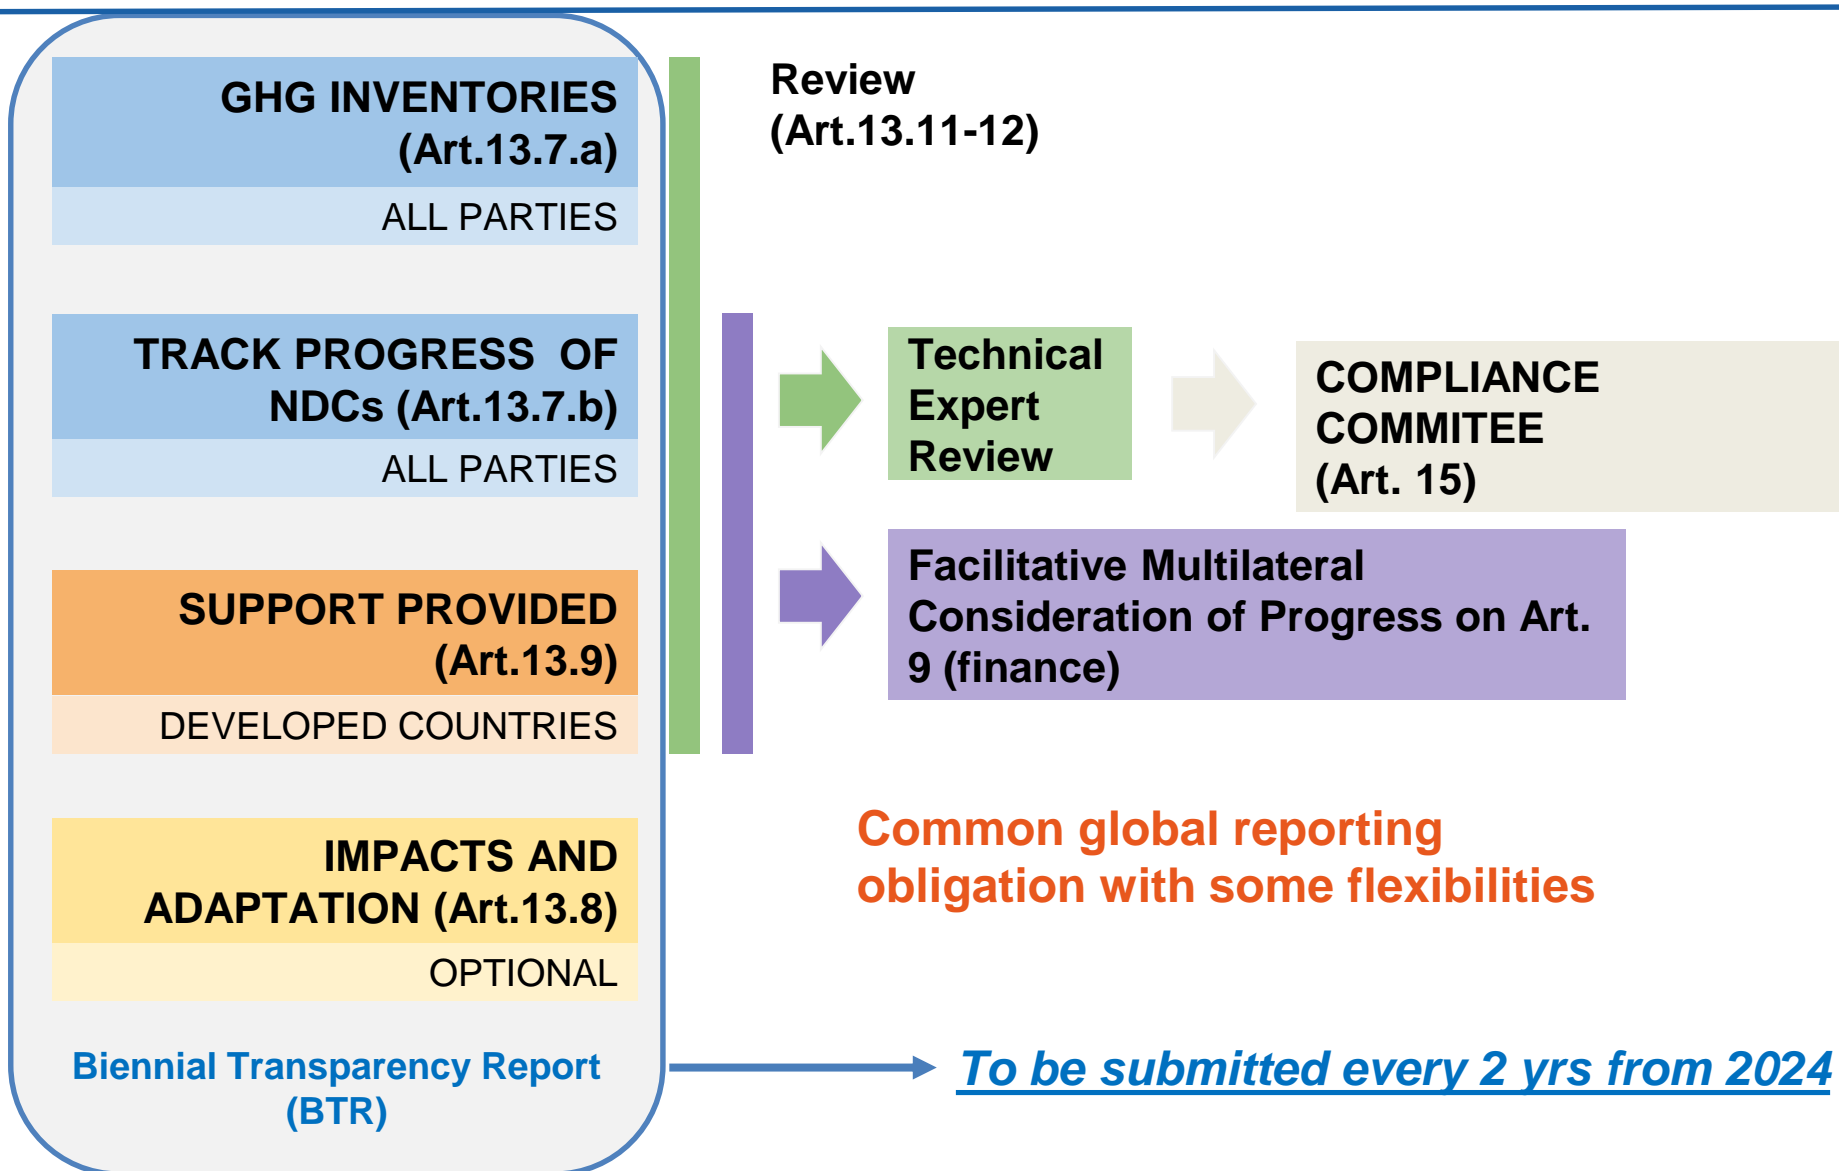 GHG INVENTORIES
(Art.13.7.a)
ALL PARTIES
TRACK PROGRESS OF
NDCs (Art.13.7.b)
ALL PARTIES
SUPPORT PROVIDED
(Art.13.9)
DEVELOPED COUNTRIES
IMPACTS AND
ADAPTATION (Art.13.8)
OPTIONAL
Biennial Transparency Report
(BTR)
Review
(Art.13.11-12)
Technical
Expert
Review
COMPLIANCE
COMMITEE
(Art. 15)
Facilitative Multilateral
Consideration of Progress on Art.
9 (finance)
Common global reporting
obligation with some flexibilities
To be submitted every 2 yrs from 2024